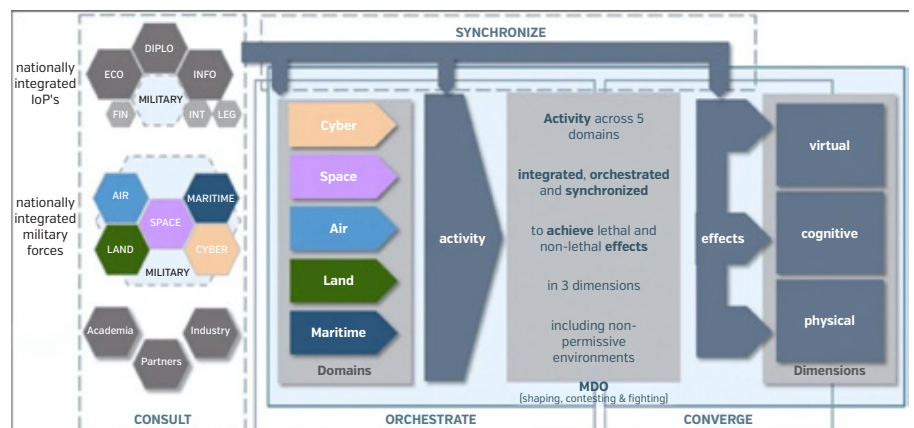 SYNCHRONIZE
nationally
integrated
IoP's
DIPLO
ECO
INFO
MILITARY
FIN
INT
LEG
nationally
integrated
military
forces
AIR
MARITIME
SPACE
LAND
CYBER
MILITARY
Academia
Industry
Partners
CONSULT
Cyber
Space
Air
Land
Maritime
Domains
activity
Activity across 5
domains
integrated, orchestrated
and synchronized
to achieve lethal and
non-lethal effects
in 3 dimensions
including non-
permissive
environments
MDO
(shaping, contesting & fighting)
ORCHESTRATE
effects
virtual
cognitive
physical
Dimensions
CONVERGE